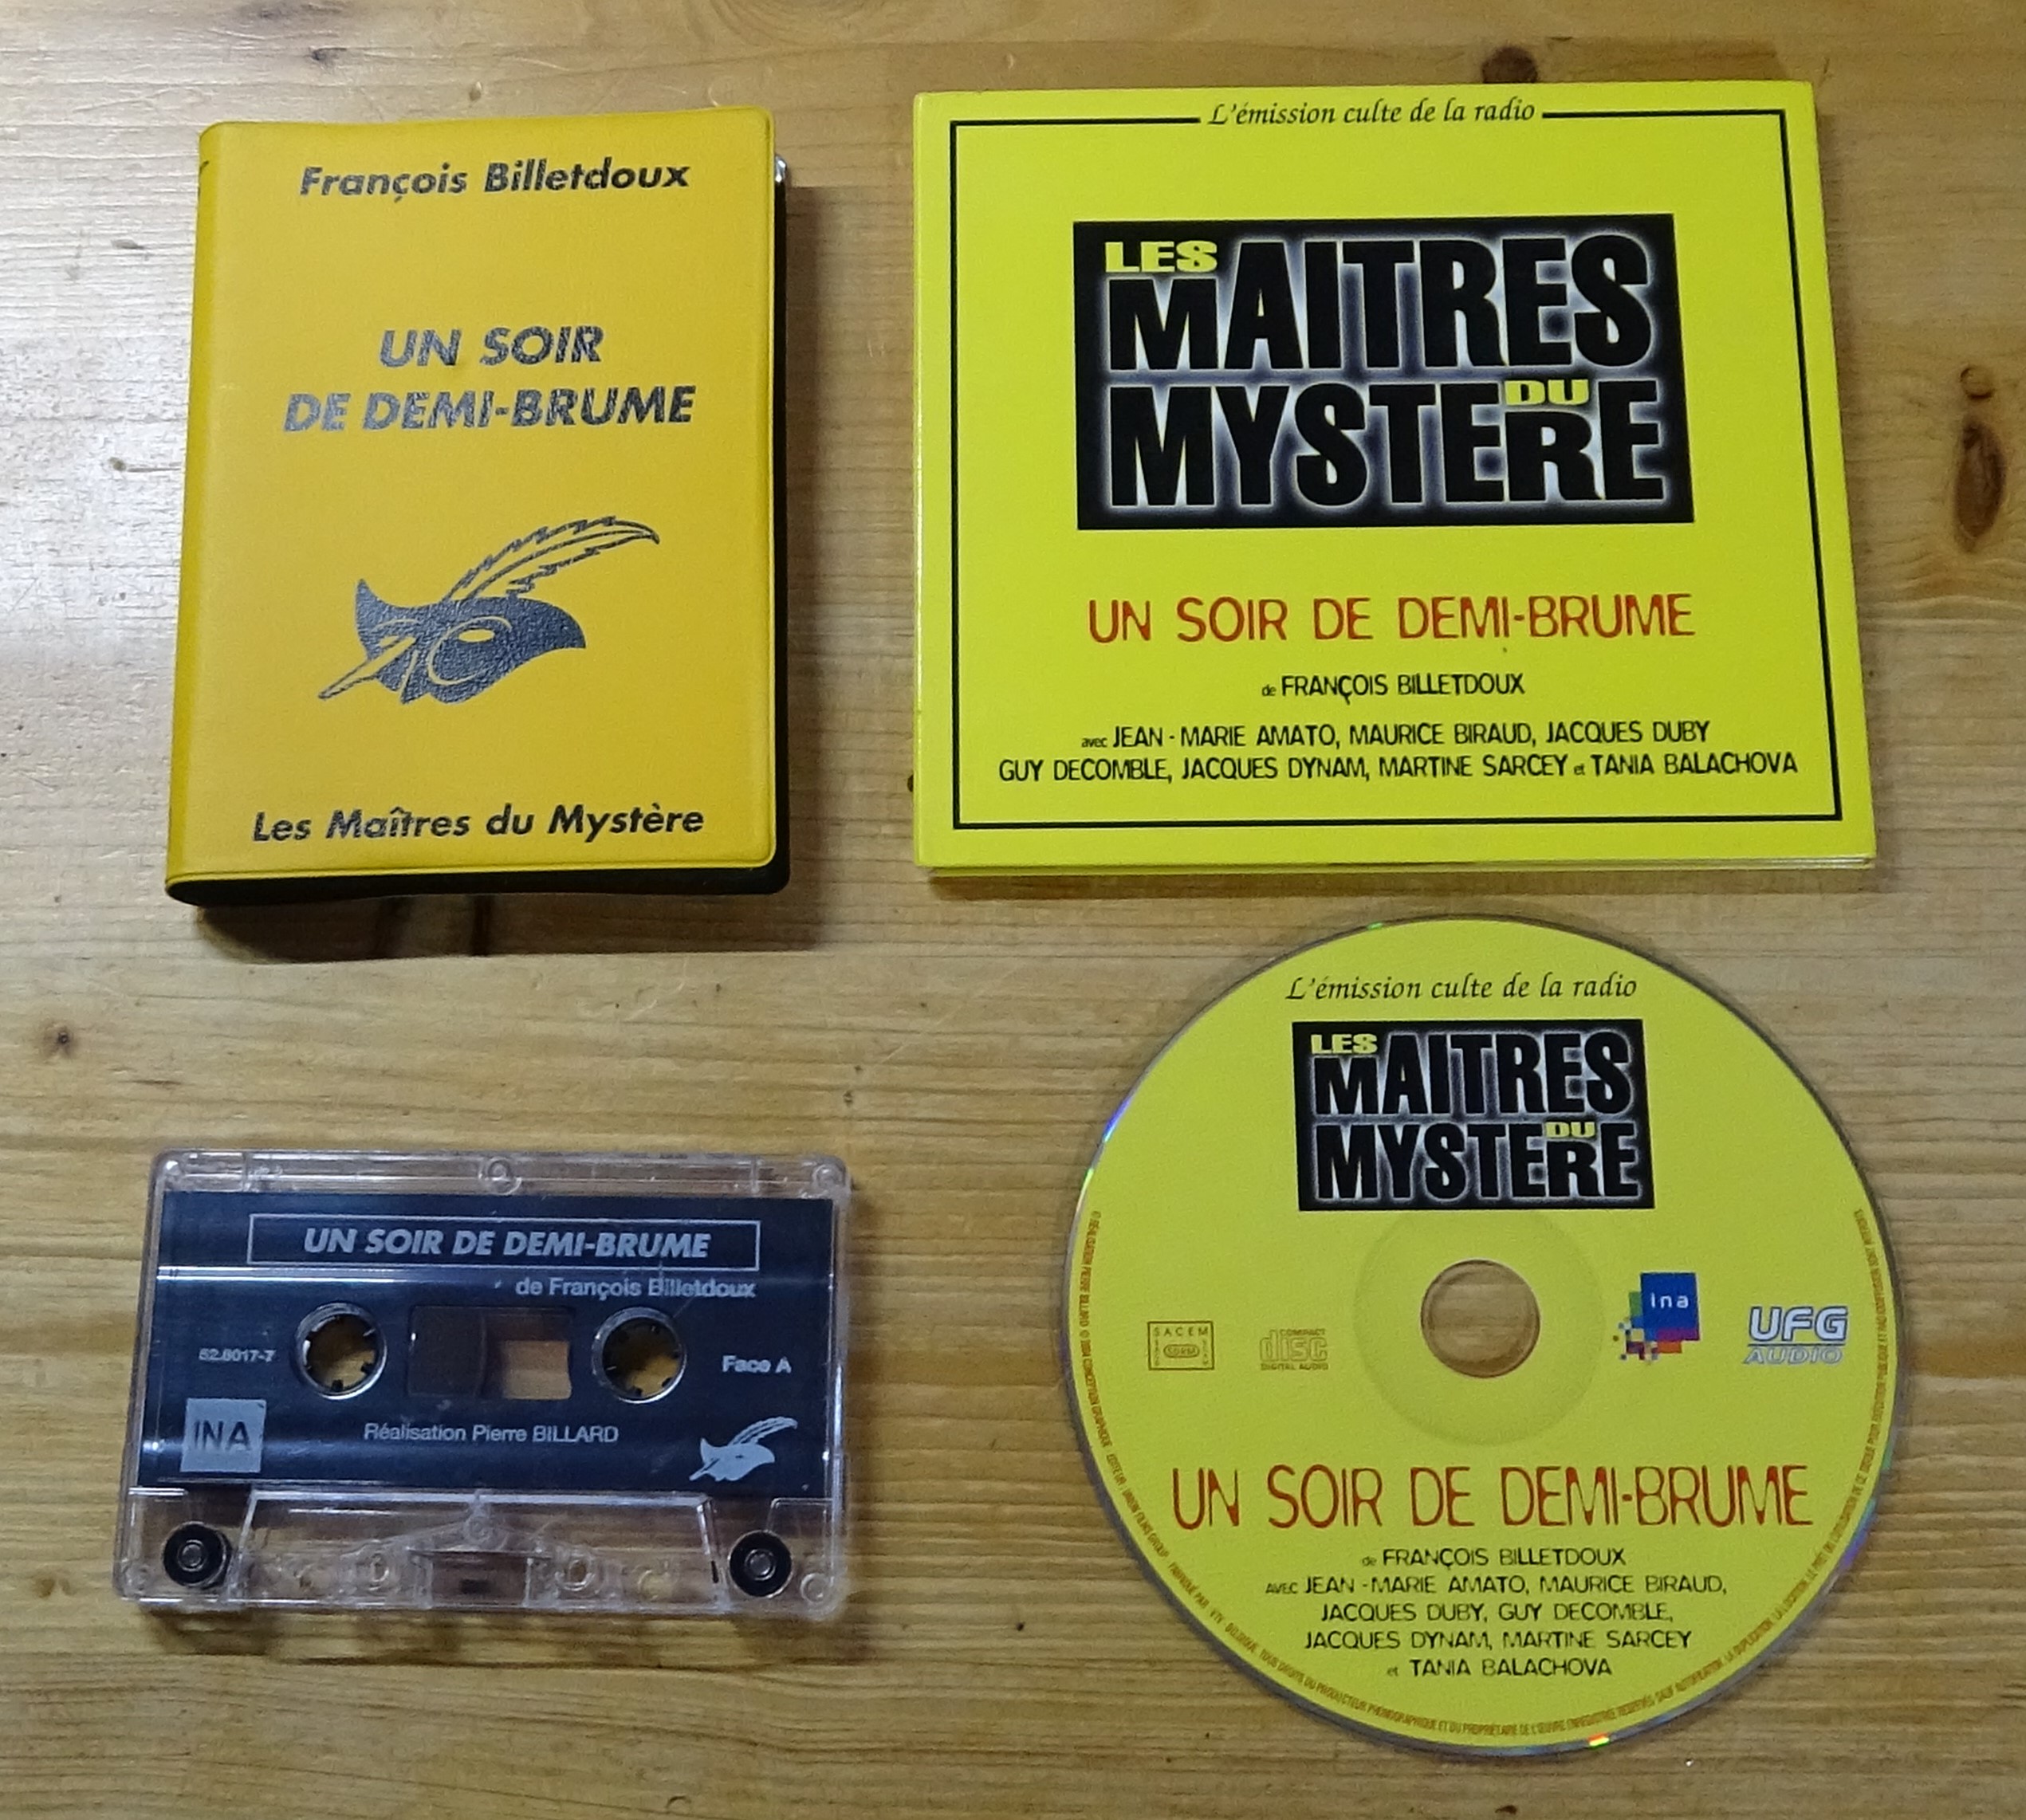 François Billetdoux
UN SOIR
DE DEMI-BRUME
Les Maîtres du Mystère
L'émission culte de la radio
LES
MAITRES
DU
MYSTERE
UN SOIR DE DEMI-BRUME
de FRANÇOIS BILLETDOUX
avec JEAN-MARIE AMATO, MAURICE BIRAUD, JACQUES DUBY
GUY DECOMBLE, JACQUES DYNAM, MARTINE SARCEY et TANIA BALACHOVA
UN SOIR DE DEMI-BRUME
de François Billetdoux
Face A
INA
Réalisation Pierre BILLARD
L'émission culte de la radio
LES
MAITRES
DU
MYSTERE
SACEM
SDRM
COMPACT
disc
DIGITAL AUDIO
ina
UFG
AUDIO
UN SOIR DE DEMI-BRUME
de FRANÇOIS BILLETDOUX
AVEC JEAN-MARIE AMATO, MAURICE BIRAUD,
JACQUES DUBY, GUY DECOMBLE,
JACQUES DYNAM, MARTINE SARCEY
et TANIA BALACHOVA